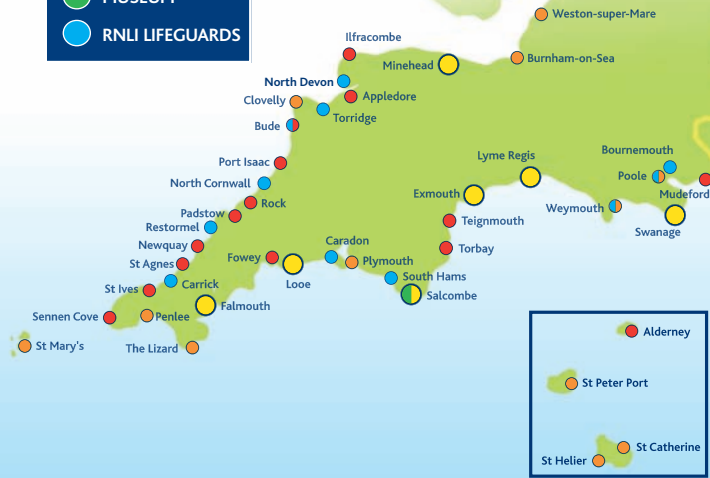 MUSEUM
RNLI LIFEGUARDS
Weston-super-Mare
Ilfracombe
Minehead
Burnham-on-Sea
North Devon
Clovelly
Appledore
Torridge
Bude
Bournemouth
Lyme Regis
Port Isaac
Poole
North Cornwall
Exmouth
Mudeford
Rock
Weymouth
Padstow
Teignmouth
Restormel
Swanage
Newquay
Caradon
Torbay
St Agnes
Fowey
Plymouth
South Hams
St Ives
Carrick
Looe
Salcombe
Falmouth
Sennen Cove
Penlee
St Mary's
The Lizard
Alderney
St Peter Port
St Catherine
St Helier